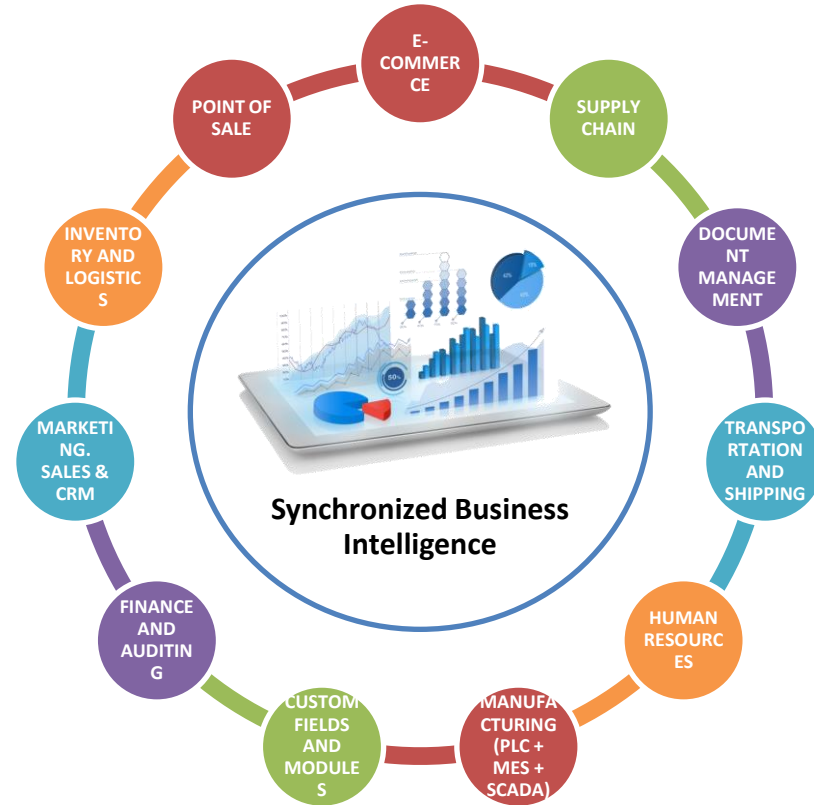 E-
COMMER
CE
SUPPLY
CHAIN
DOCUME
NT
MANAGE
MENT
TRANSPO
RTATION
AND
SHIPPING
HUMAN
RESOURC
ES
MANUFA
CTURING
(PLC +
MES +
SCADA)
CUSTOM
FIELDS
AND
MODULE
S
FINANCE
AND
AUDITIN
G
MARKETI
NG.
SALES &
CRM
INVENTO
RY AND
LOGISTIC
S
POINT OF
SALE
50%
Synchronized Business
Intelligence